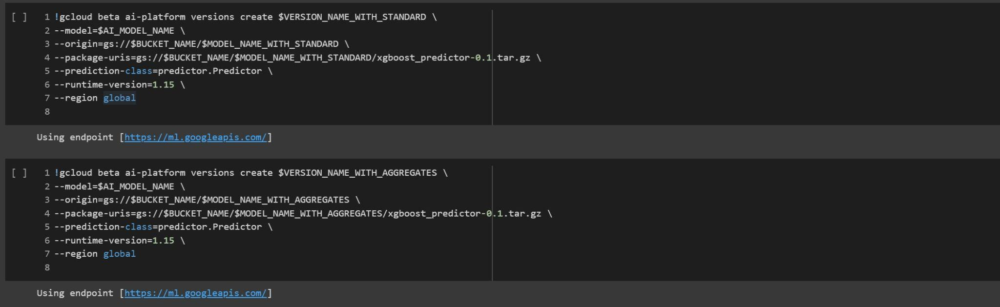 [ ] 1 !gcloud beta ai-platform versions create $VERSION_NAME_WITH_STANDARD \
2 --model=$AI_MODEL_NAME \
3 --origin=gs://$BUCKET_NAME/$MODEL_NAME_WITH_STANDARD \
4 --package-uris=gs://$BUCKET_NAME/$MODEL_NAME_WITH_STANDARD/xgboost_predictor-0.1.tar.gz \
5 --prediction-class=predictor.Predictor \
6 --runtime-version=1.15 \
7 --region global
8
Using endpoint [https://ml.googleapis.com/]
[ ] 1 !gcloud beta ai-platform versions create $VERSION_NAME_WITH_AGGREGATES \
2 --model=$AI_MODEL_NAME \
3 --origin=gs://$BUCKET_NAME/$MODEL_NAME_WITH_AGGREGATES \
4 --package-uris=gs://$BUCKET_NAME/$MODEL_NAME_WITH_AGGREGATES/xgboost_predictor-0.1.tar.gz \
5 --prediction-class=predictor.Predictor \
6 --runtime-version=1.15 \
7 --region global
8
Using endpoint [https://ml.googleapis.com/]